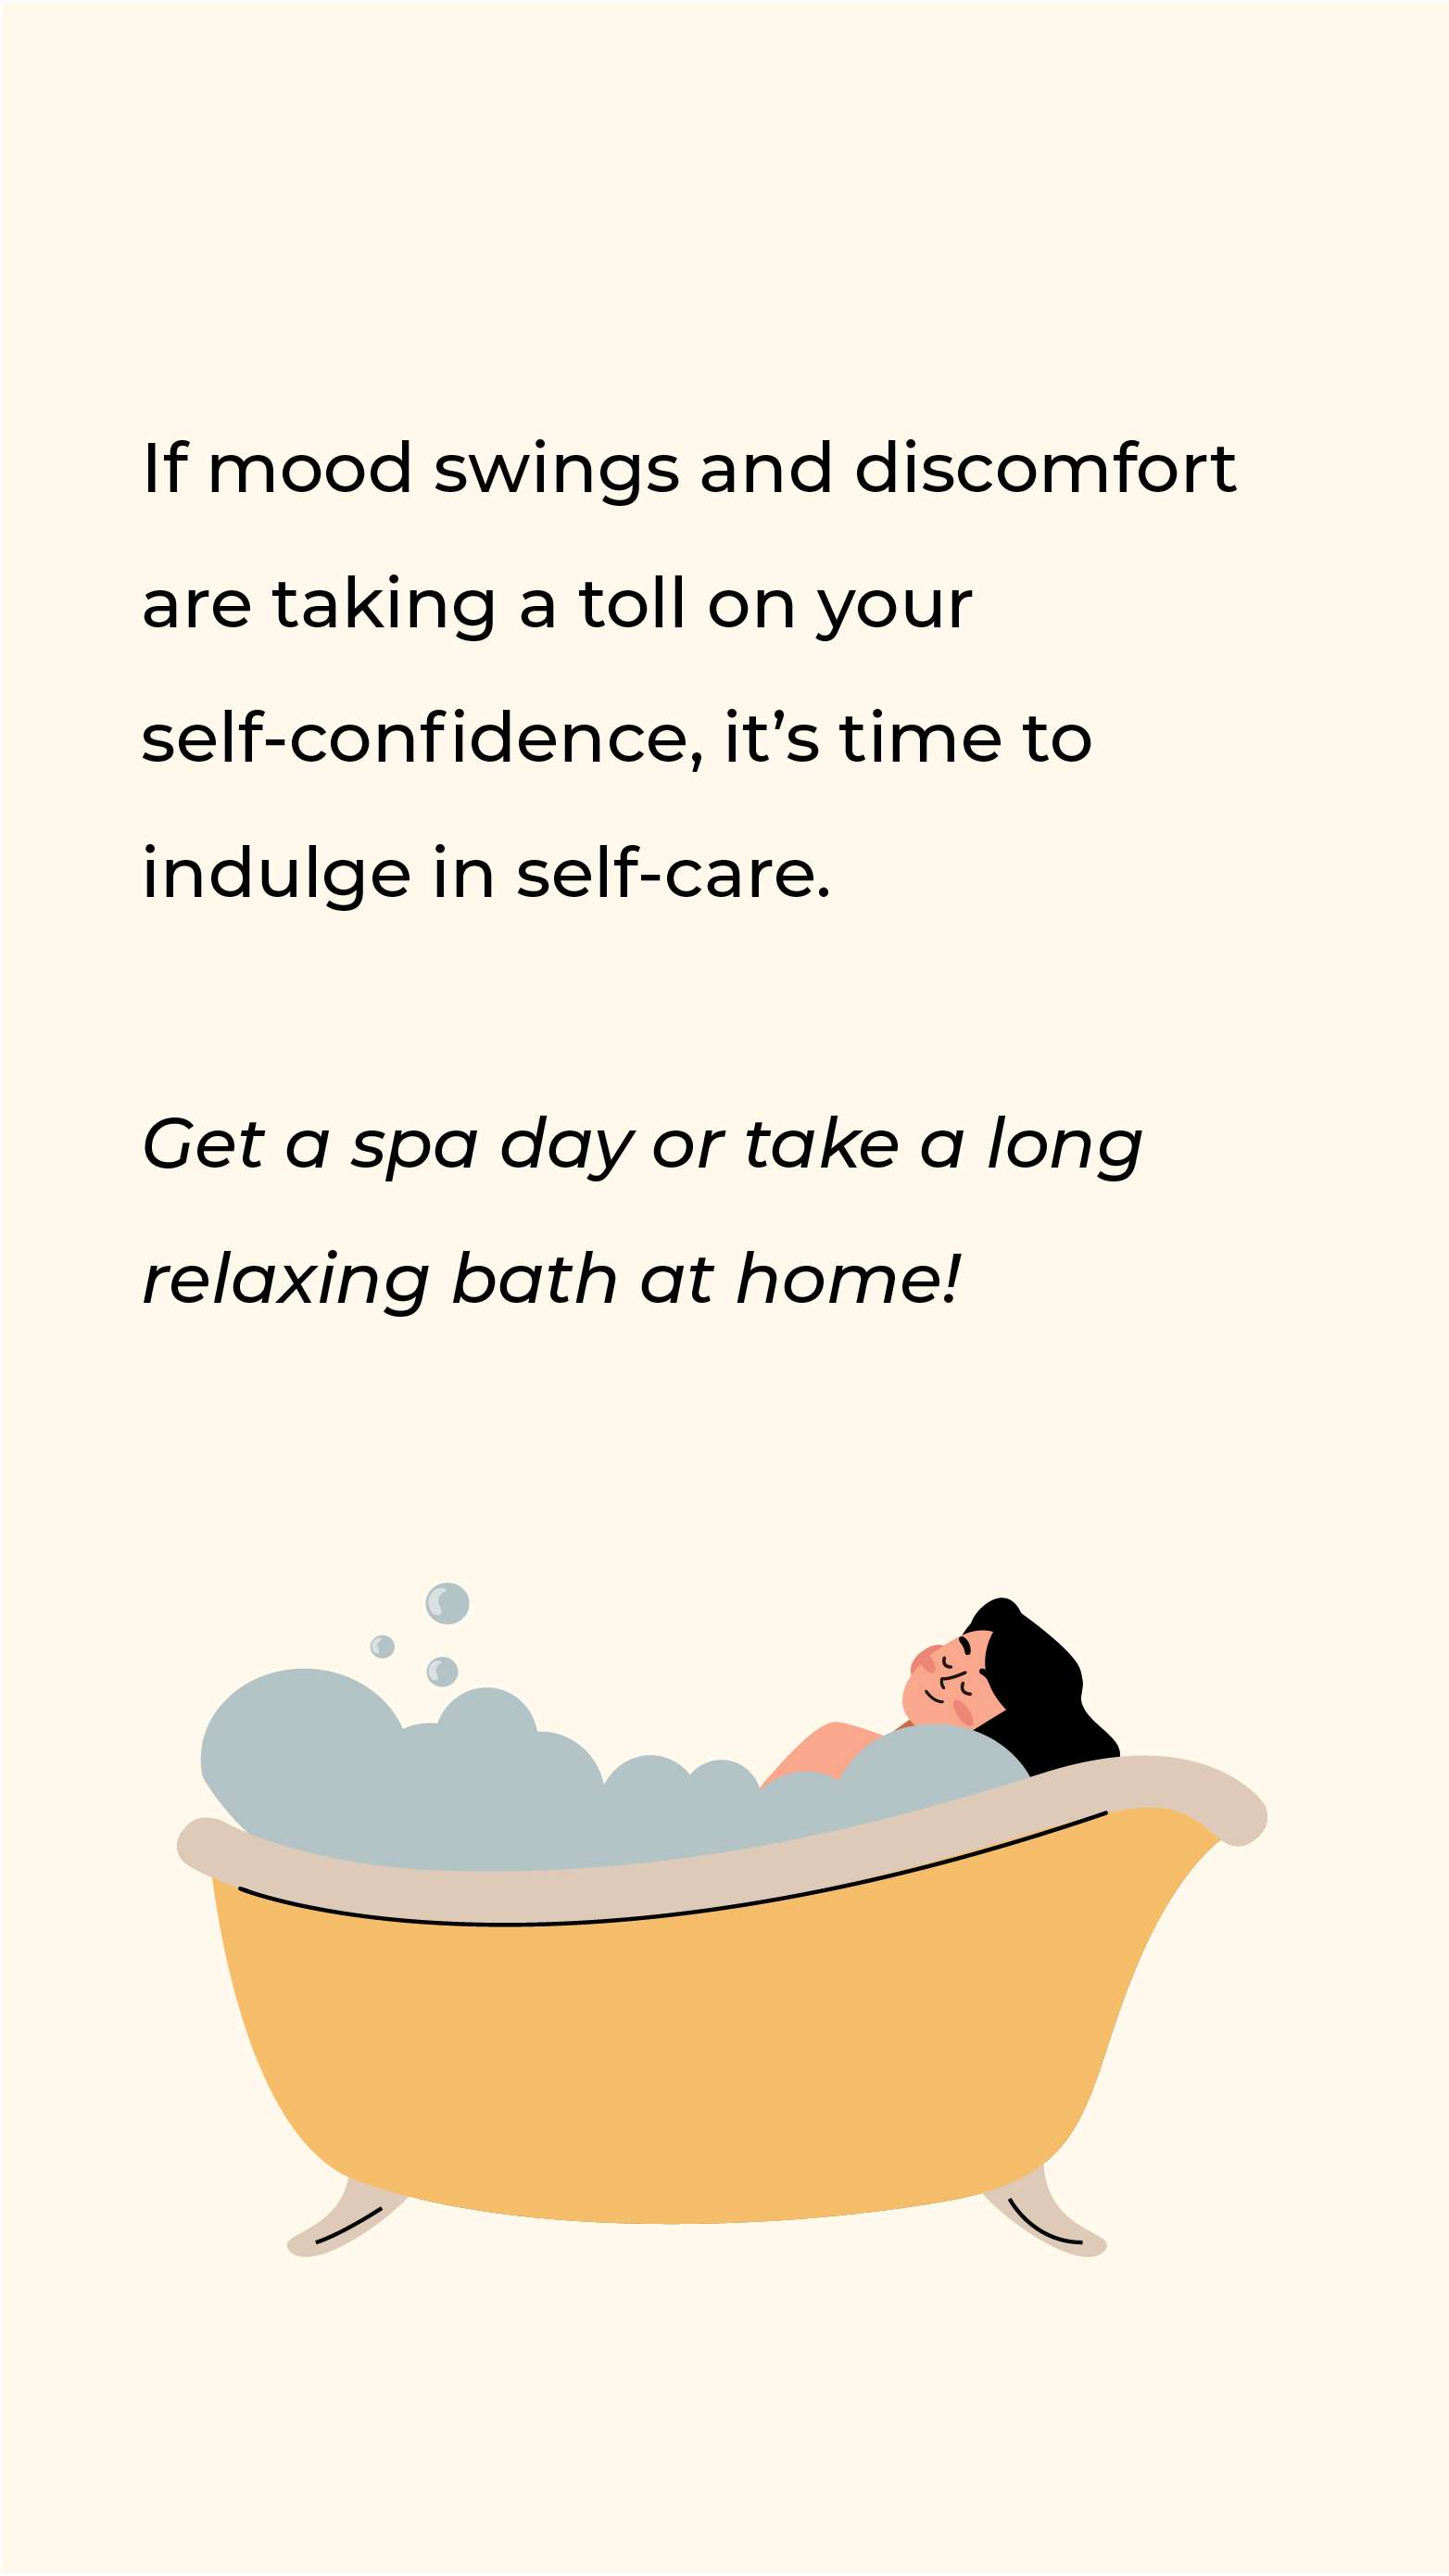 If mood swings and discomfort
are taking a toll on your
self-confidence, it’s time to
indulge in self-care.
Get a spa day or take a long
relaxing bath at home!